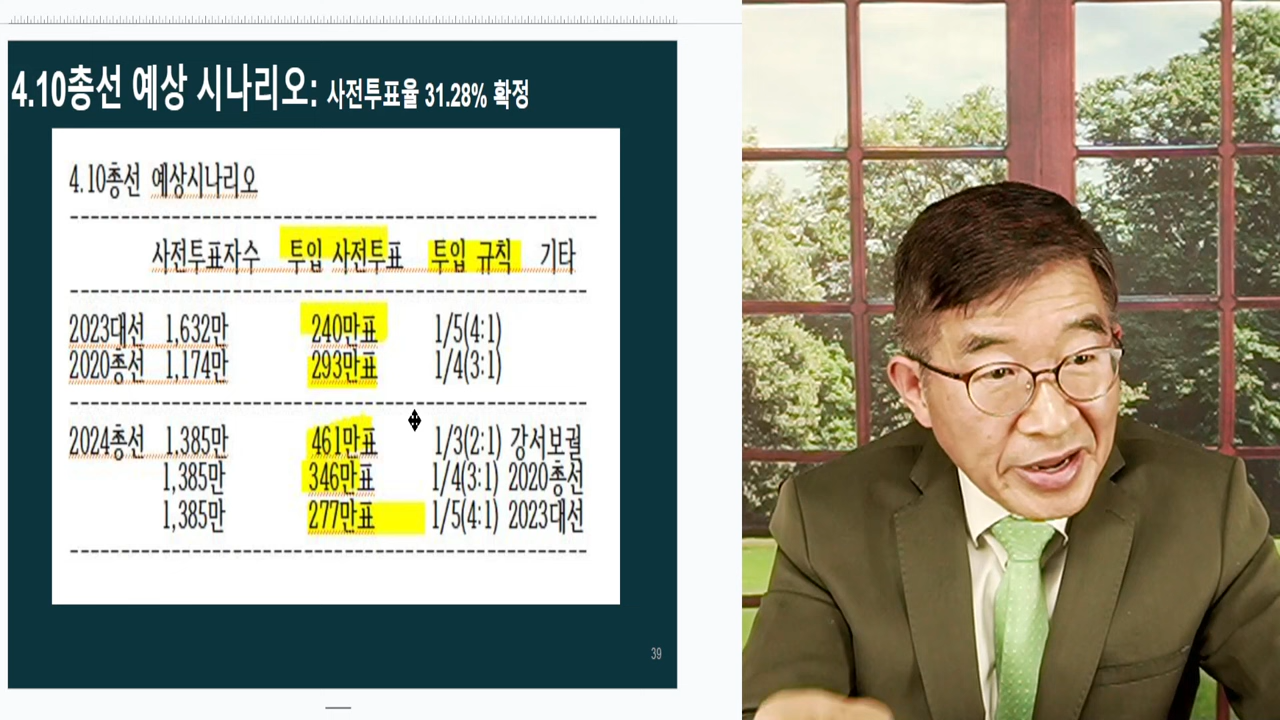 4.10총선 예상 시나리오: 사전투표율 31.28% 확정
4.10총선 예상시나리오
사전투표자수 투입 사전투표 투입 규칙 기타
2023대선 1,632만 240만표 1/5(4:1)
2020총선 1,174만 293만표 1/4(3:1)
2024총선 1,385만 461만표 1/3(2:1) 강서보궐
1,385만 346만표 1/4(3:1) 2020총선
1,385만 277만표 1/5(4:1) 2023대선
39